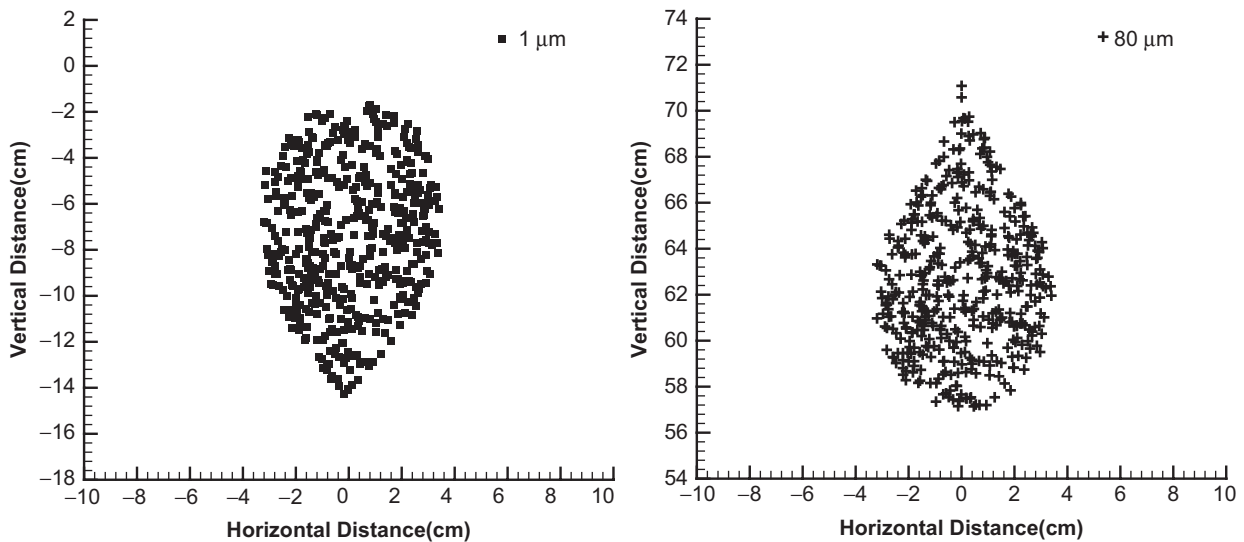 2
0
–2
–4
–6
–8
–10
–12
–14
–16
–18
–10 –8 –6 –4 –2 0 2 4 6 8 10
Vertical Distance(cm)
Horizontal Distance(cm)
1 μm
74
72
70
68
66
64
62
60
58
56
54
–10 –8 –6 –4 –2 0 2 4 6 8 10
Vertical Distance(cm)
Horizontal Distance(cm)
80 μm